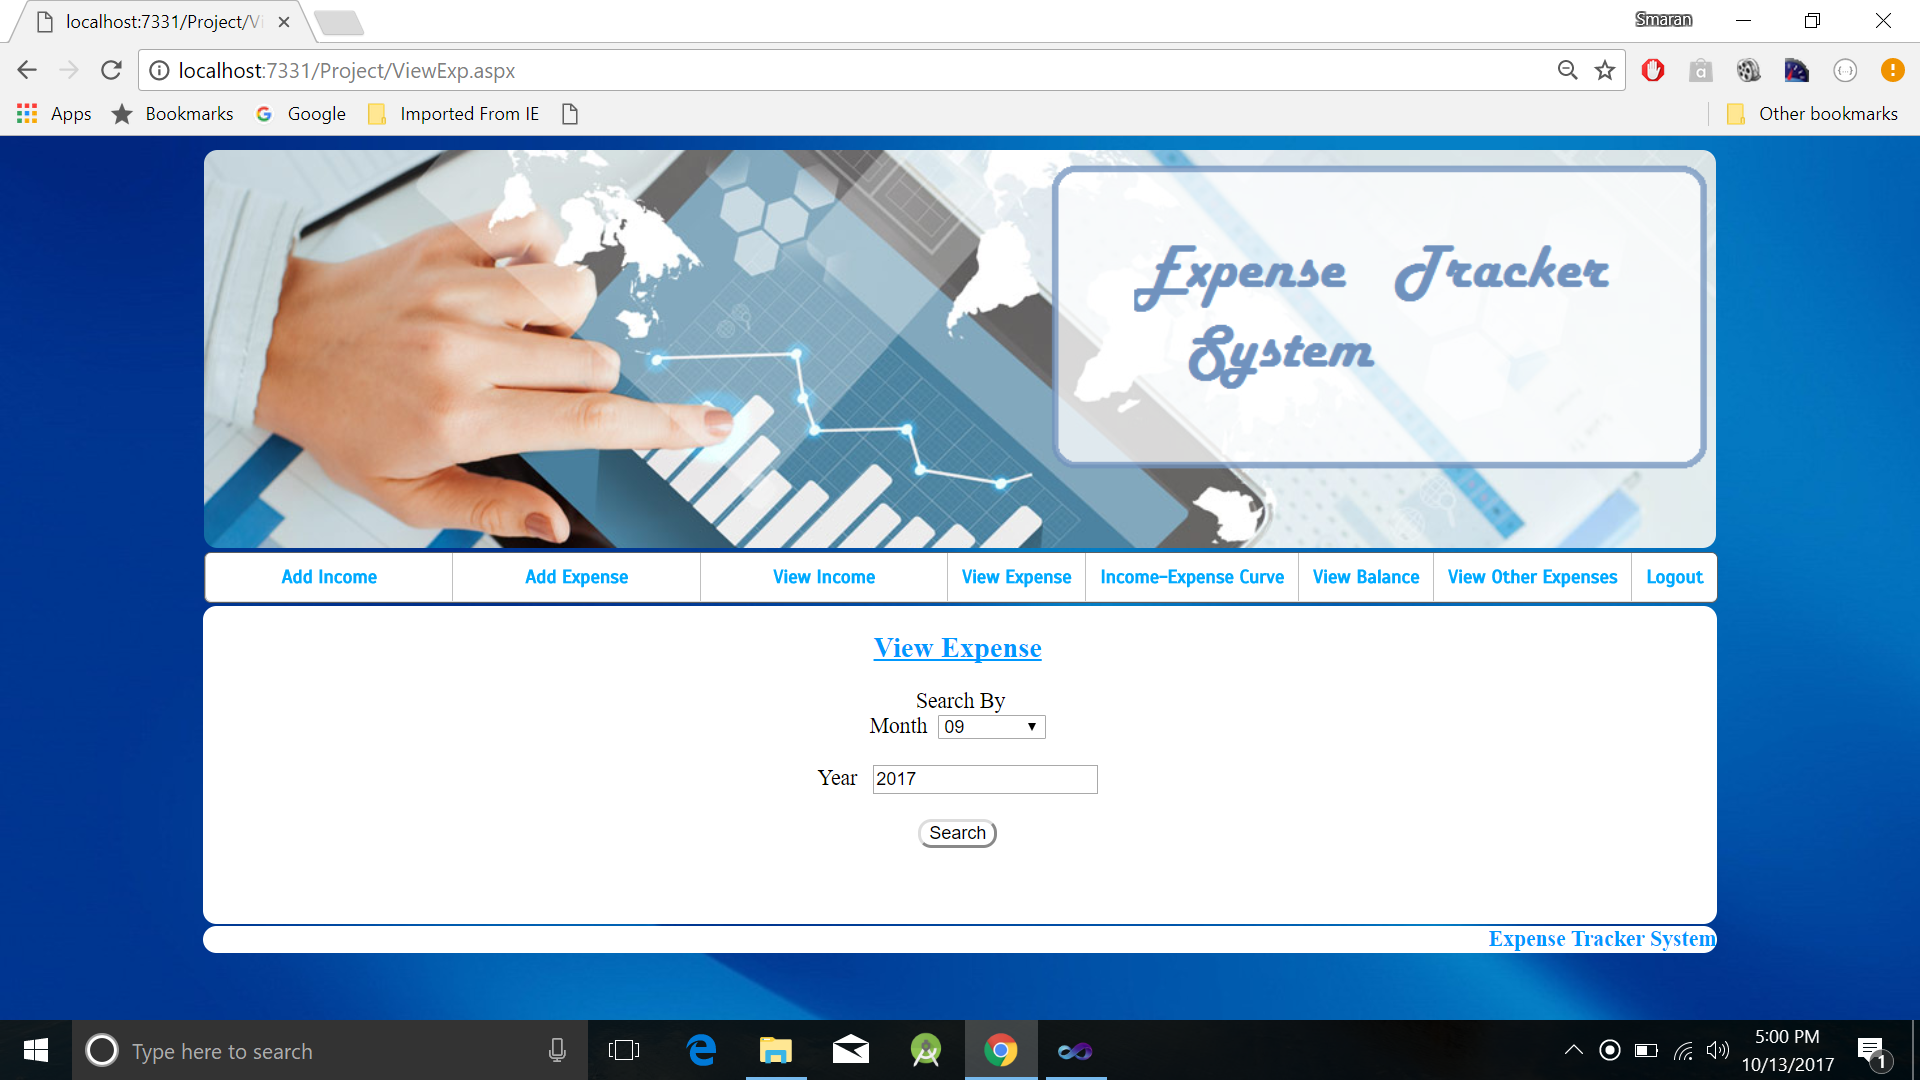 localhost:7331/Project/Vi
Smaran
localhost:7331/Project/ViewExp.aspx
Apps
Bookmarks
Google
Imported From IE
Other bookmarks
Expense Tracker
System
Add Income
Add Expense
View Income
View Expense
Income-Expense Curve
View Balance
View Other Expenses
Logout
View Expense
Search By
Month 09
Year 2017
Search
Expense Tracker System
Type here to search
5:00 PM
10/13/2017
1